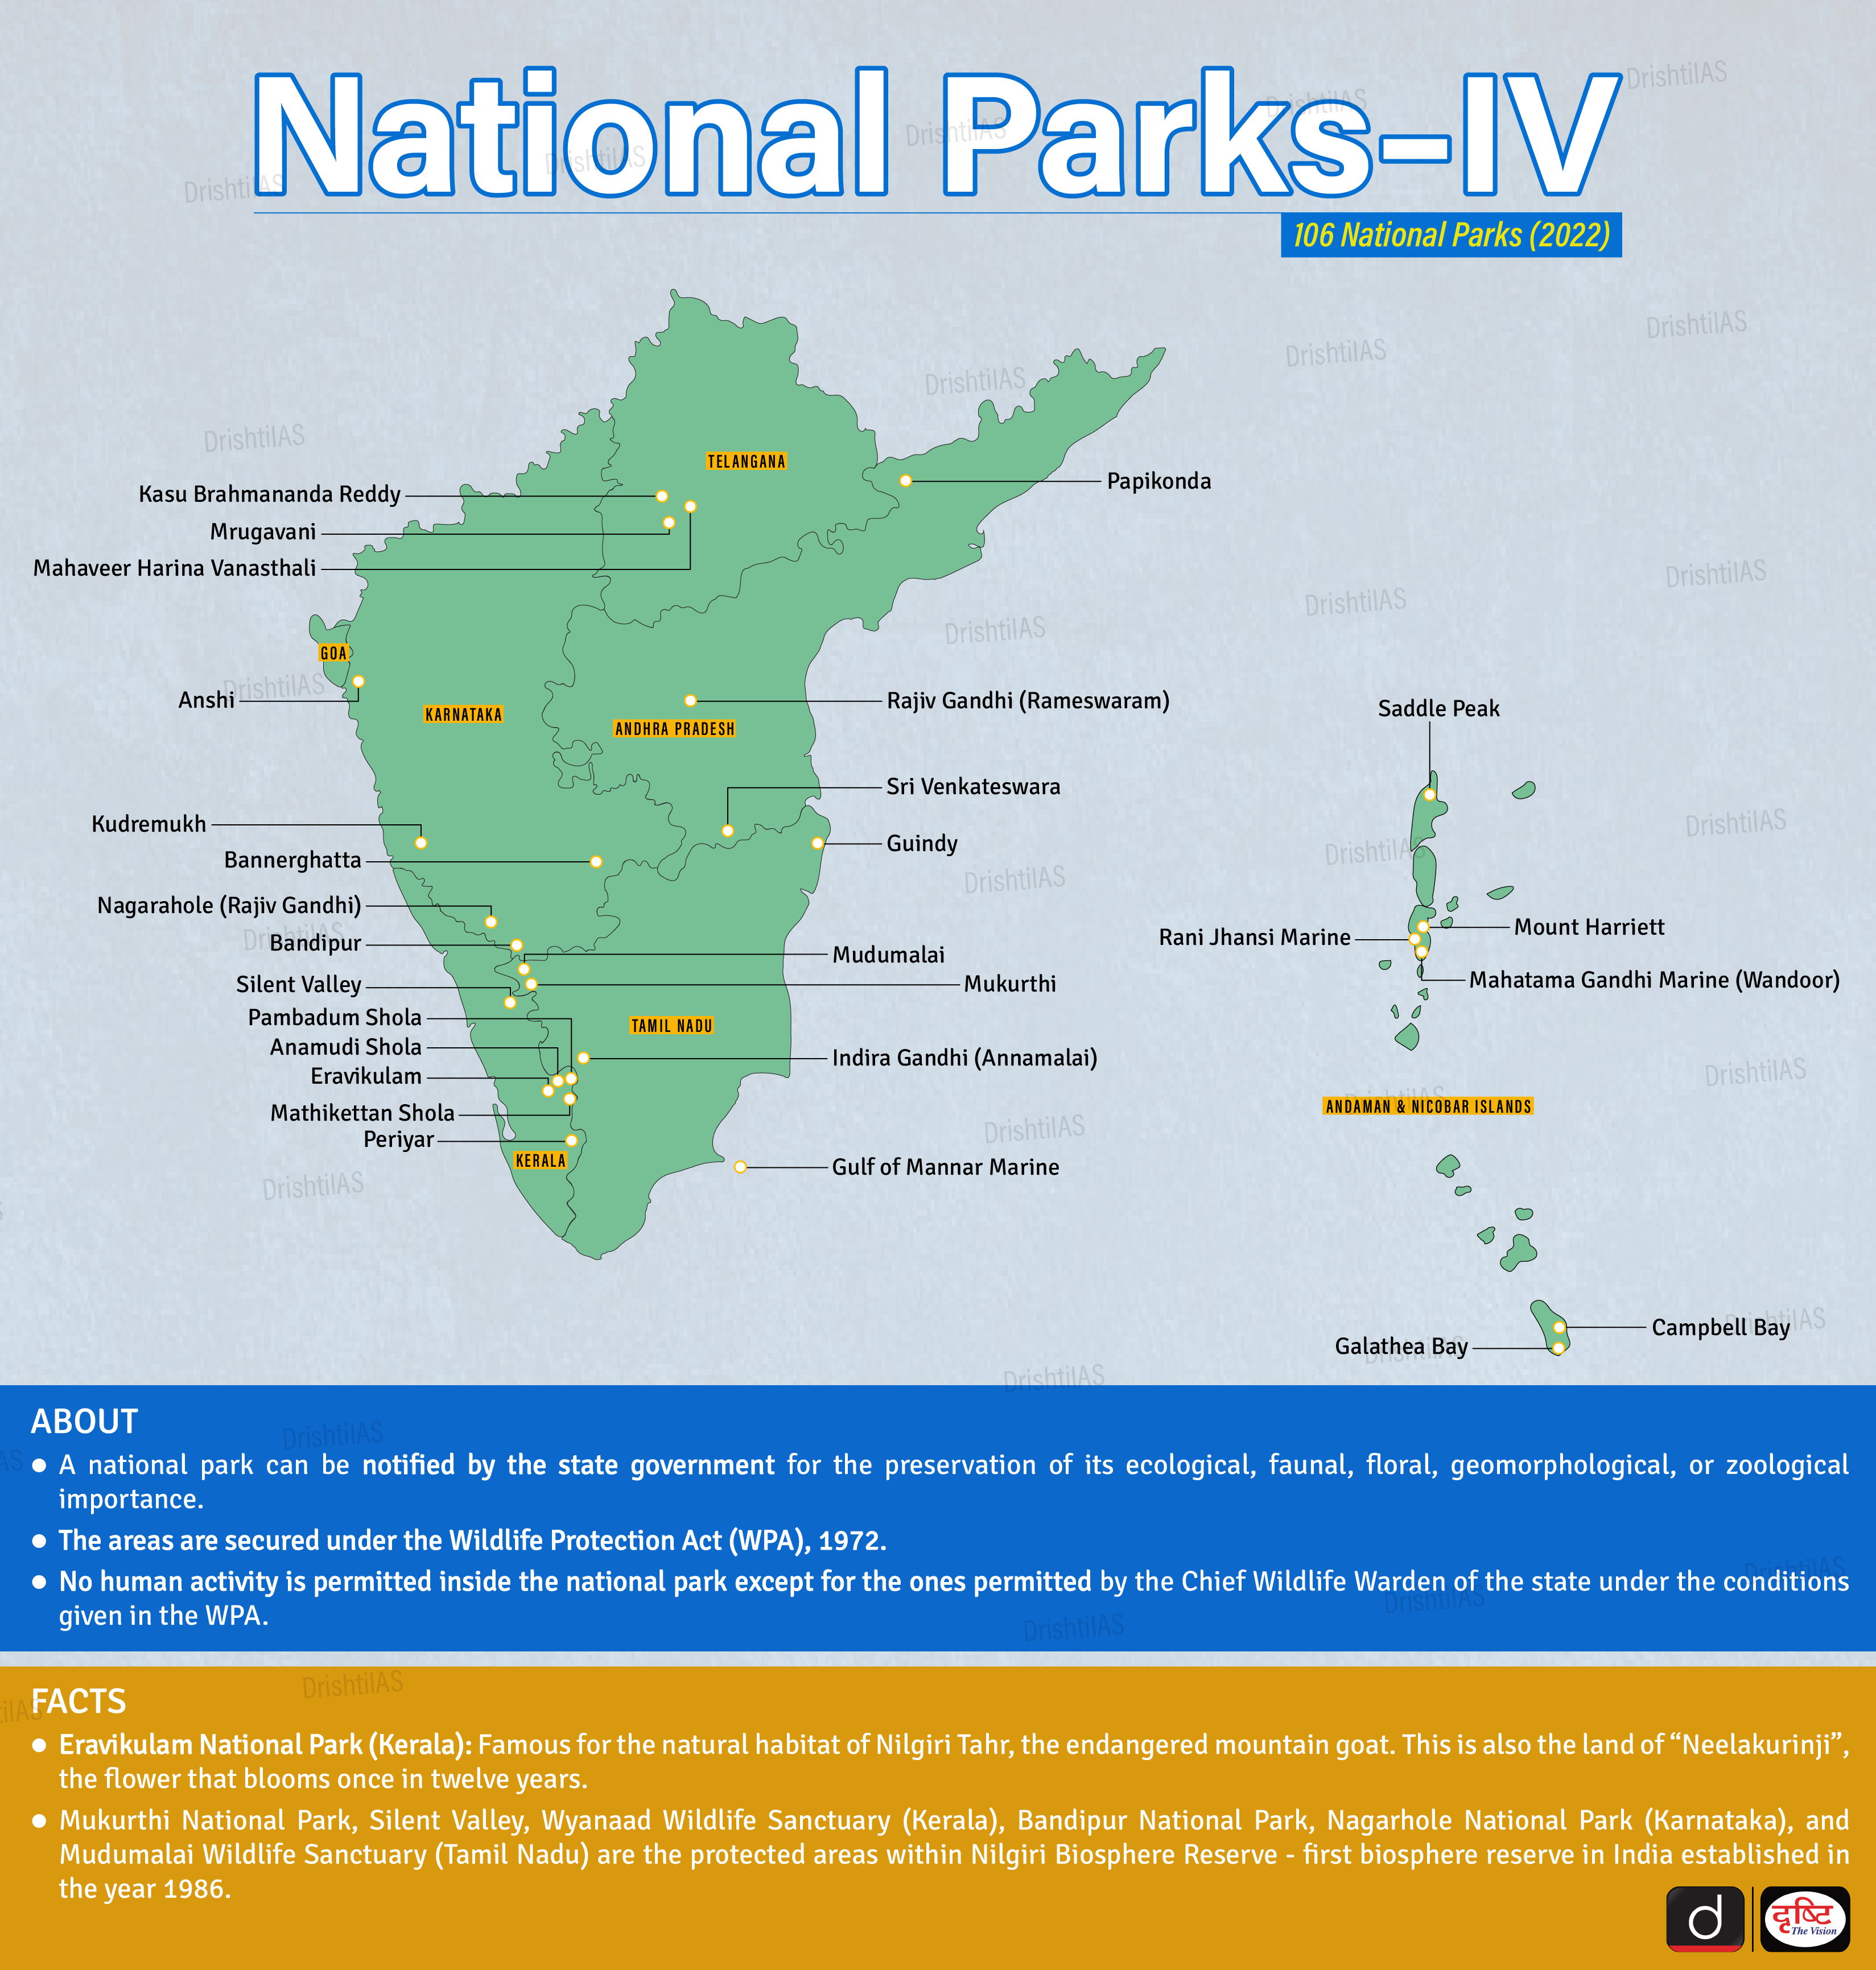 National Parks-IV
106 National Parks (2022)
TELANGANA
Kasu Brahmananda Reddy
Papikonda
Mrugavani
Mahaveer Harina Vanasthali
GOA
Anshi
KARNATAKA
Rajiv Gandhi (Rameswaram)
ANDHRA PRADESH
Saddle Peak
Sri Venkateswara
Kudremukh
Guindy
Bannerghatta
Nagarahole (Rajiv Gandhi)
Bandipur
Mudumalai
Rani Jhansi Marine
Mount Harriett
Silent Valley
Mukurthi
Mahatama Gandhi Marine (Wandoor)
Pambadum Shola
TAMIL NADU
Anamudi Shola
Indira Gandhi (Annamalai)
Eravikulam
Mathikettan Shola
ANDAMAN & NICOBAR ISLANDS
Periyar
KERALA
Gulf of Mannar Marine
Campbell Bay
Galathea Bay
ABOUT
● A national park can be notified by the state government for the preservation of its ecological, faunal, floral, geomorphological, or zoological
importance.
● The areas are secured under the Wildlife Protection Act (WPA), 1972.
● No human activity is permitted inside the national park except for the ones permitted by the Chief Wildlife Warden of the state under the conditions
given in the WPA.
FACTS
● Eravikulam National Park (Kerala): Famous for the natural habitat of Nilgiri Tahr, the endangered mountain goat. This is also the land of “Neelakurinji”,
the flower that blooms once in twelve years.
● Mukurthi National Park, Silent Valley, Wyanaad Wildlife Sanctuary (Kerala), Bandipur National Park, Nagarhole National Park (Karnataka), and
Mudumalai Wildlife Sanctuary (Tamil Nadu) are the protected areas within Nilgiri Biosphere Reserve - first biosphere reserve in India established in
the year 1986.
d
दृष्टि
The Vision
DrishtiIAS